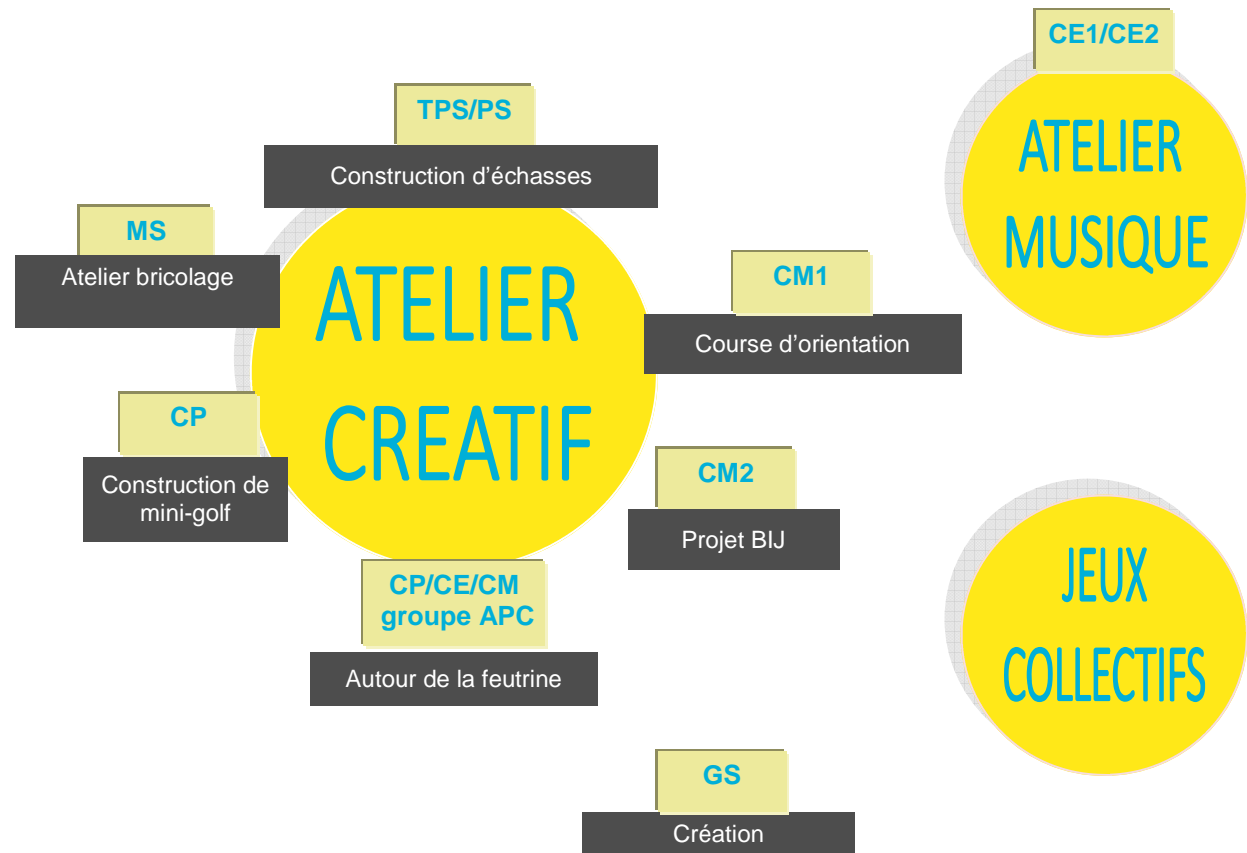 CE1/CE2
ATELIER
MUSIQUE
TPS/PS
Construction d'échasses
MS
Atelier bricolage
ATELIER
CREATIF
CM1
Course d'orientation
CP
Construction de
mini-golf
CM2
Projet BIJ
CP/CE/CM
groupe APC
Autour de la feutrine
JEUX
COLLECTIFS
GS
Création